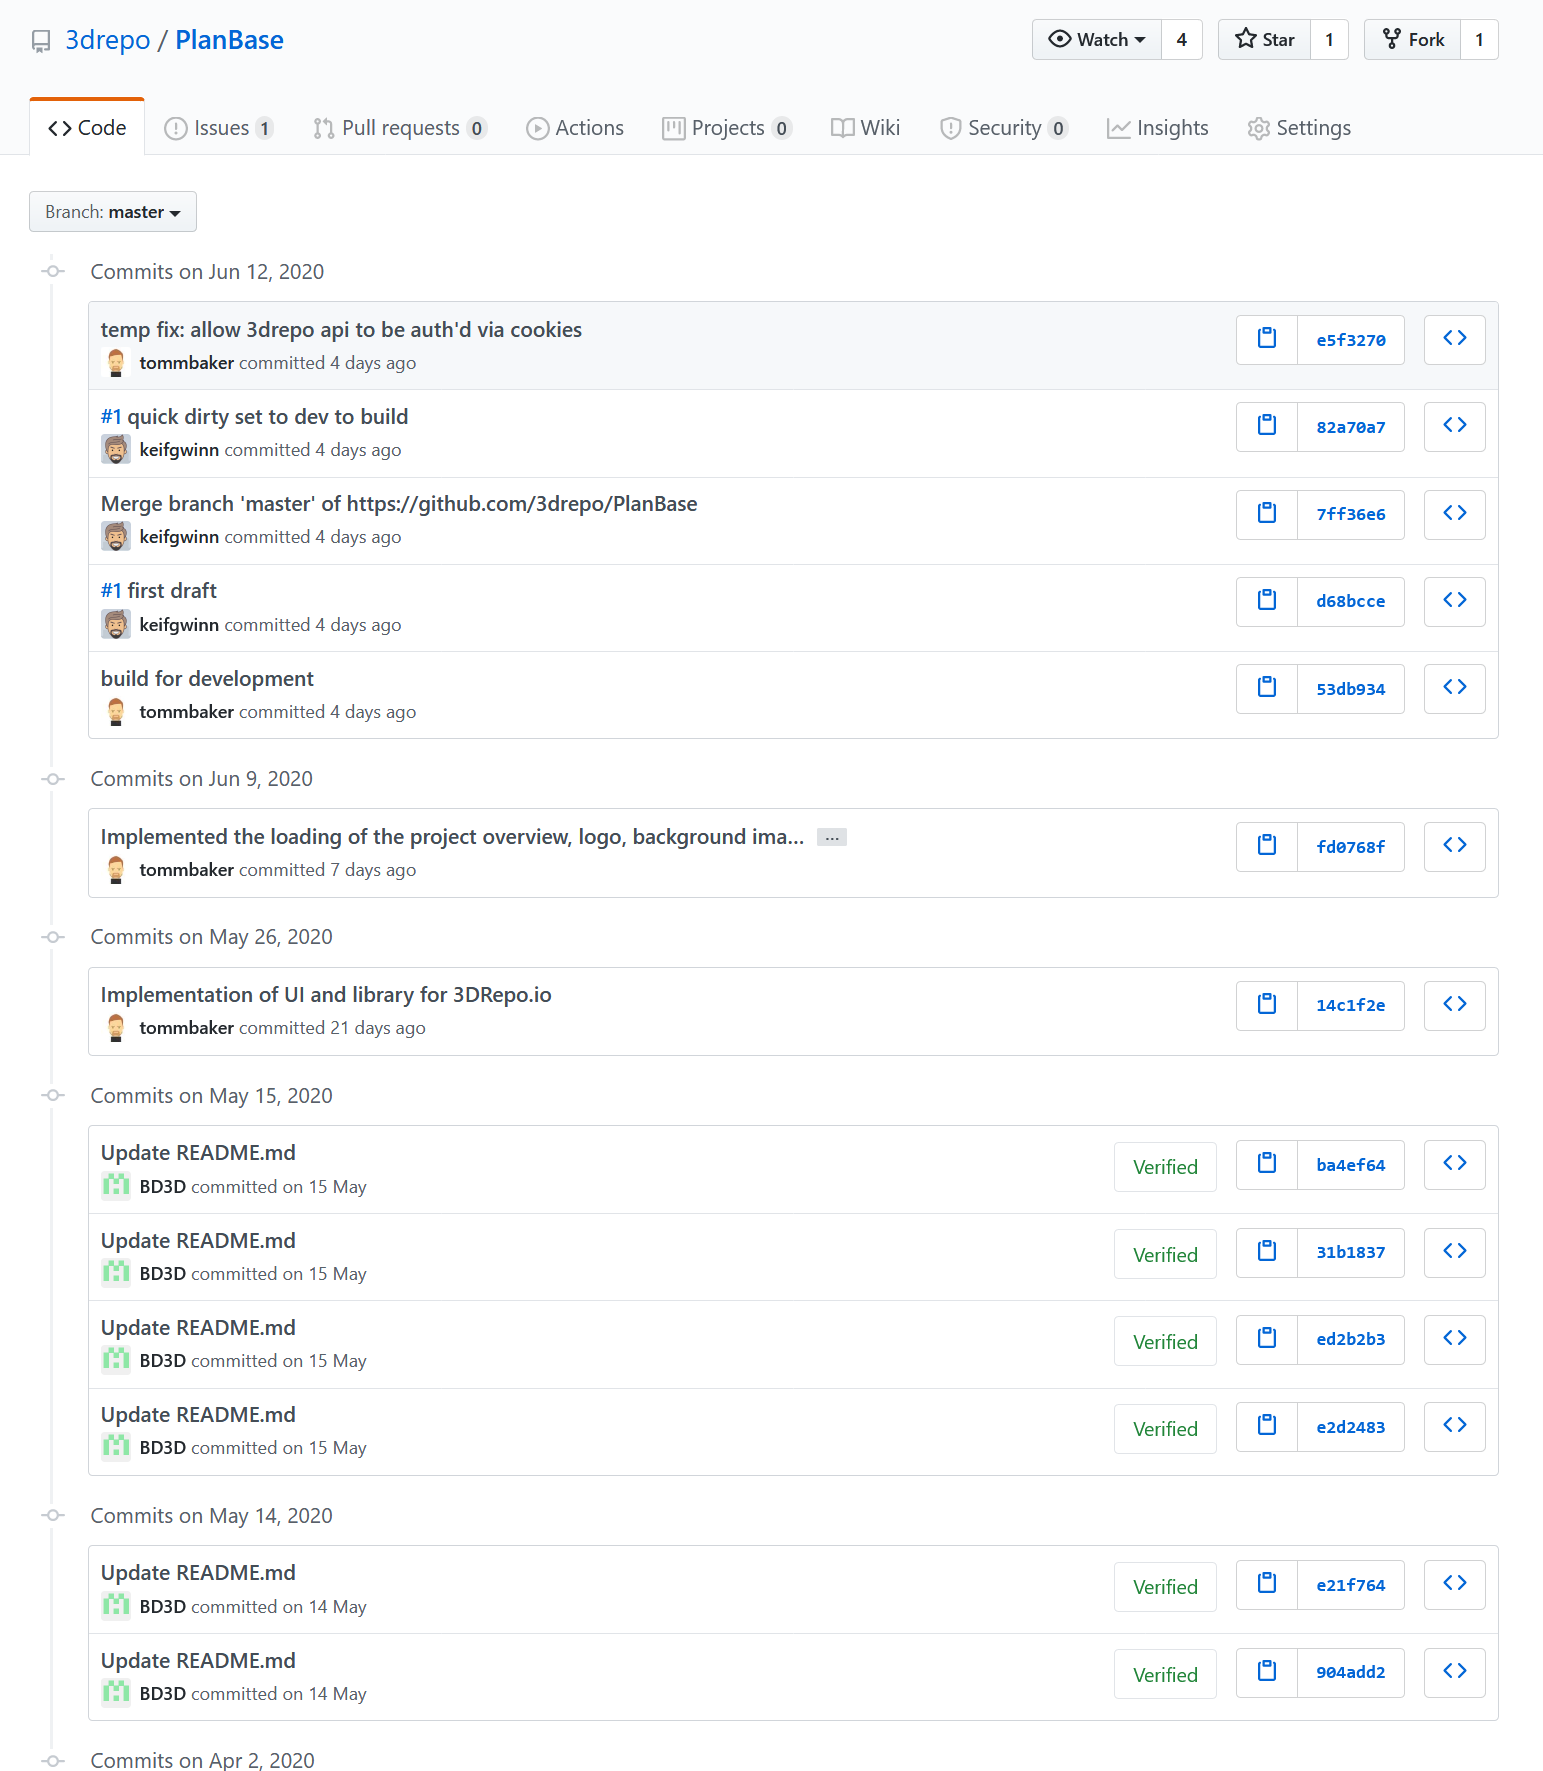 3drepo / PlanBase
Watch 4 Star 1 Fork 1
Code Issues 1 Pull requests 0 Actions Projects 0 Wiki Security 0 Insights Settings
Branch: master
Commits on Jun 12, 2020
temp fix: allow 3drepo api to be auth'd via cookies
tommbaker committed 4 days ago
e5f3270
#1 quick dirty set to dev to build
keifgwinn committed 4 days ago
82a70a7
Merge branch 'master' of https://github.com/3drepo/PlanBase
keifgwinn committed 4 days ago
7ff36e6
#1 first draft
keifgwinn committed 4 days ago
d68bcce
build for development
tommbaker committed 4 days ago
53db934
Commits on Jun 9, 2020
Implemented the loading of the project overview, logo, background ima... ...
tommbaker committed 7 days ago
fd0768f
Commits on May 26, 2020
Implementation of UI and library for 3DRepo.io
tommbaker committed 21 days ago
14c1f2e
Commits on May 15, 2020
Update README.md
BD3D committed on 15 May
Verified ba4ef64
Update README.md
BD3D committed on 15 May
Verified 31b1837
Update README.md
BD3D committed on 15 May
Verified ed2b2b3
Update README.md
BD3D committed on 15 May
Verified e2d2483
Commits on May 14, 2020
Update README.md
BD3D committed on 14 May
Verified e21f764
Update README.md
BD3D committed on 14 May
Verified 904add2
Commits on Apr 2, 2020